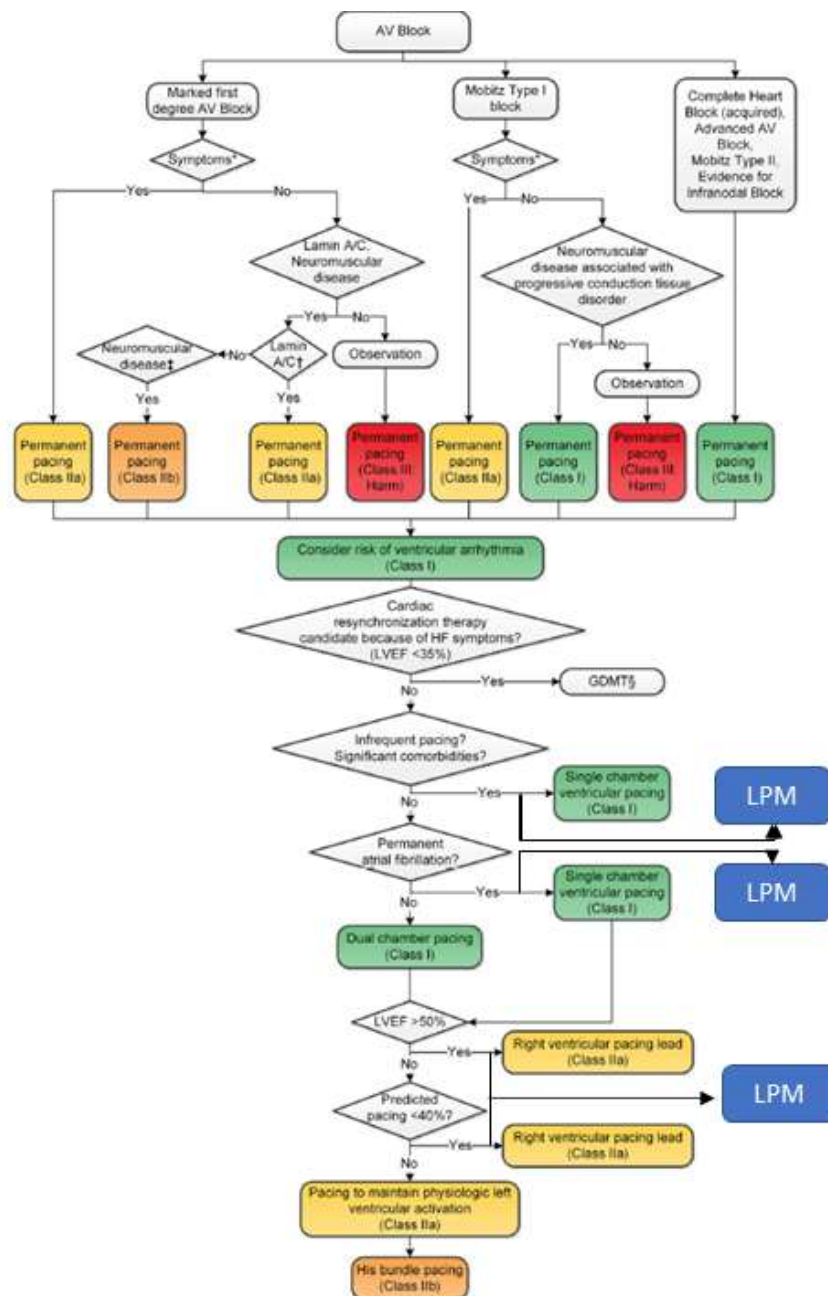 AV Block
Marked first
degree AV Block
Mobitz Type I
block
Complete Heart
Block (acquired),
Advanced AV
Block,
Mobitz Type II,
Evidence for
Infranodal Block
Symptoms*
Symptoms*
Yes
No
Yes
No
Lamin A/C,
Neuromuscular
disease
Neuromuscular
disease associated with
progressive conduction tissue
disorder
Yes
No
Neuromuscular
disease‡
No
Lamin
A/C†
Observation
Yes
No
Observation
Yes
Yes
Permanent
pacing
(Class IIa)
Permanent
pacing
(Class IIb)
Permanent
pacing
(Class IIa)
Permanent
pacing
(Class III:
Harm)
Permanent
pacing
(Class IIa)
Permanent
pacing
(Class I)
Permanent
pacing
(Class III:
Harm)
Permanent
pacing
(Class I)
Consider risk of ventricular arrhythmia
(Class I)
Cardiac
resynchronization therapy
candidate because of HF symptoms?
(LVEF <35%)
Yes
GDMT§
No
Infrequent pacing?
Significant comorbidities?
Yes
Single chamber
ventricular pacing
(Class I)
LPM
No
Permanent
atrial fibrillation?
Yes
Single chamber
ventricular pacing
(Class I)
LPM
No
Dual chamber pacing
(Class I)
LVEF >50%
Yes
Right ventricular pacing lead
(Class IIa)
No
Predicted
pacing <40%?
LPM
Yes
Right ventricular pacing lead
(Class IIa)
No
Pacing to maintain physiologic left
ventricular activation
(Class IIa)
His bundle pacing
(Class IIb)